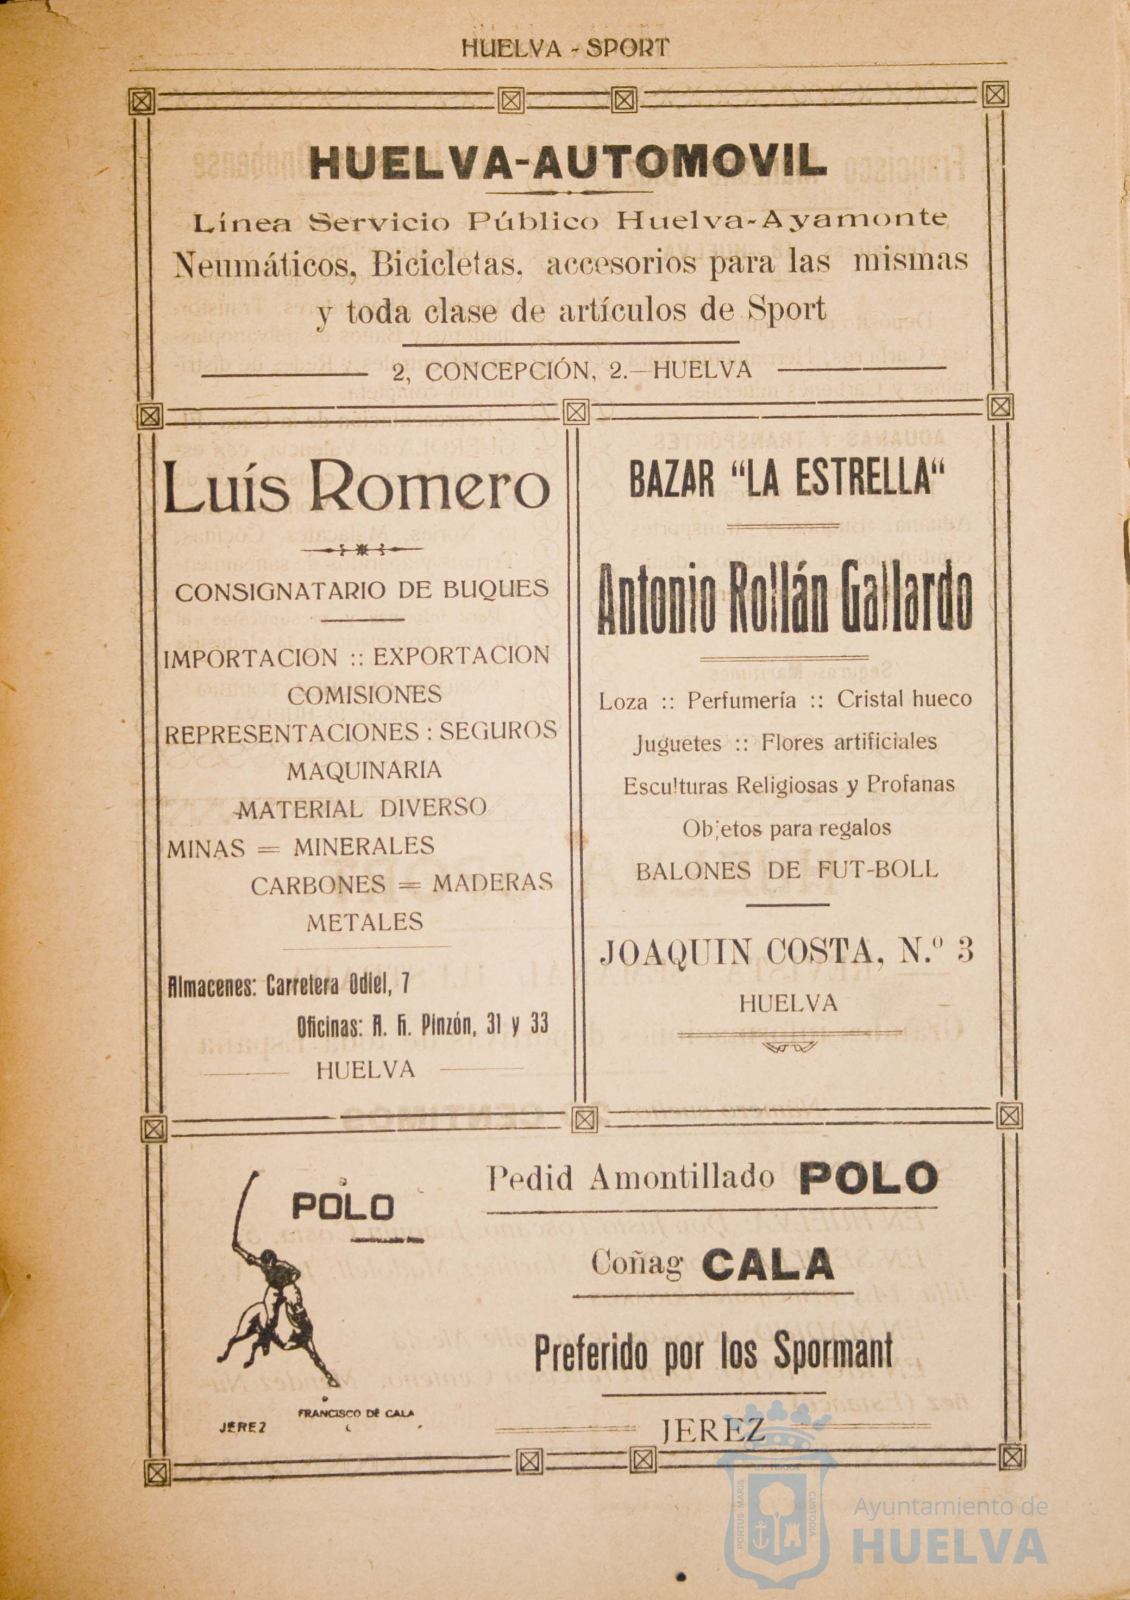 HUELVA - SPORT
HUELVA-AUTOMOVIL
Línea Servicio Público Huelva-Ayamonte
Neumáticos, Bicicletas, accesorios para las mismas
y toda clase de artículos de Sport
2, CONCEPCIÓN, 2.—HUELVA
Luís Romero
CONSIGNATARIO DE BUQUES
IMPORTACION :: EXPORTACION
COMISIONES
REPRESENTACIONES : SEGUROS
MAQUINARIA
MATERIAL DIVERSO
MINAS = MINERALES
CARBONES = MADERAS
METALES
Almacenes: Carretera Odiel, 7
Oficinas: A. H. Pinzón, 31 y 33
HUELVA
BAZAR "LA ESTRELLA"
Antonio Rollán Gallardo
Loza :: Perfumería :: Cristal hueco
Juguetes :: Flores artificiales
Esculturas Religiosas y Profanas
Objetos para regalos
BALONES DE FUT-BOLL
JOAQUIN COSTA, N.º 3
HUELVA
POLO
JEREZ
FRANCISCO DE CALA
Pedid Amontillado POLO
Coñag CALA
Preferido por los Spormant
JEREZ
PORTUS MARIS
CUSTODIA
Ayuntamiento de
HUELVA